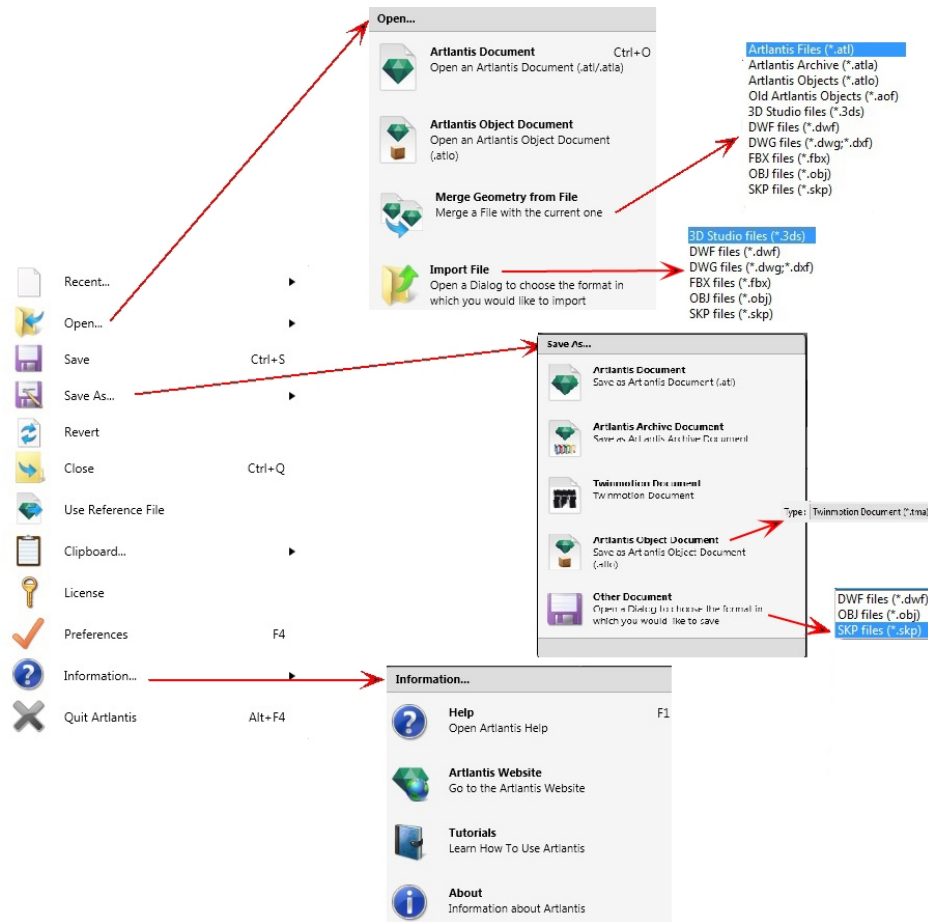 Recent...
Open...
Save Ctrl+S
Save As...
Revert
Close Ctrl+Q
Use Reference File
Clipboard...
License
Preferences F4
Information...
Quit Artlantis Alt+F4
Open...
Artlantis Document Ctrl+O
Open an Artlantis Document (.atl/.atla)
Artlantis Object Document
Open an Artlantis Object Document
(.atlo)
Merge Geometry from File
Merge a File with the current one
Import File
Open a Dialog to choose the format in
which you would like to import
Artlantis Files (*.atl)
Artlantis Archive (*.atla)
Artlantis Objects (*.atlo)
Old Artlantis Objects (*.aof)
3D Studio files (*.3ds)
DWF files (*.dwf)
DWG files (*.dwg;*.dxf)
FBX files (*.fbx)
OBJ files (*.obj)
SKP files (*.skp)
3D Studio files (*.3ds)
DWF files (*.dwf)
DWG files (*.dwg;*.dxf)
FBX files (*.fbx)
OBJ files (*.obj)
SKP files (*.skp)
Save As...
Artlantis Document
Save as Artlantis Document (.atl)
Artlantis Archive Document
Save as Artlantis Archive Document
Twinmotion Document
Twinmotion Document
Artlantis Object Document
Save as Artlantis Object Document
(.atlo)
Other Document
Open a Dialog to choose the format in
which you would like to save
Type: Twinmotion Document (*.tma)
DWF files (*.dwf)
OBJ files (*.obj)
SKP files (*.skp)
Information...
Help F1
Open Artlantis Help
Artlantis Website
Go to the Artlantis Website
Tutorials
Learn How To Use Artlantis
About
Information about Artlantis